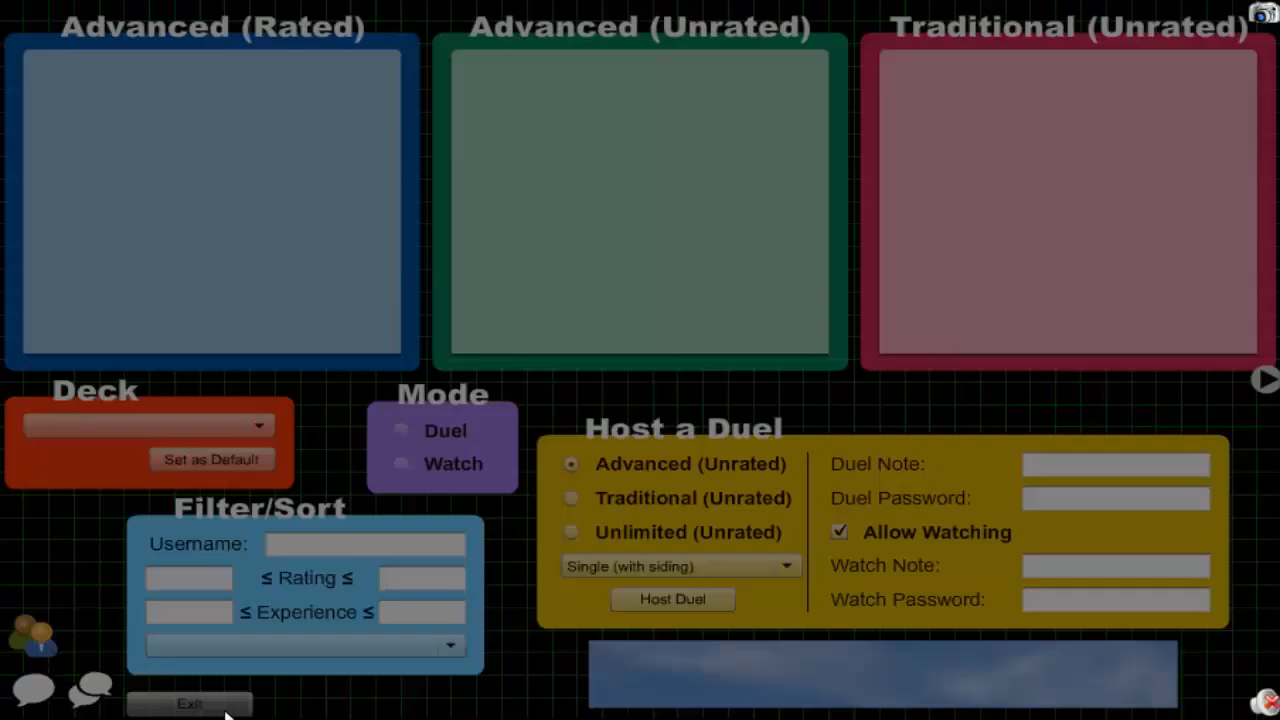 Advanced (Rated)
Advanced (Unrated)
Traditional (Unrated)
Deck
Set as Default
Mode
Duel
Watch
Filter/Sort
Username:
≤ Rating ≤
≤ Experience ≤
Exit
Host a Duel
Advanced (Unrated)
Traditional (Unrated)
Unlimited (Unrated)
Single (with siding)
Host Duel
Duel Note:
Duel Password:
Allow Watching
Watch Note:
Watch Password: